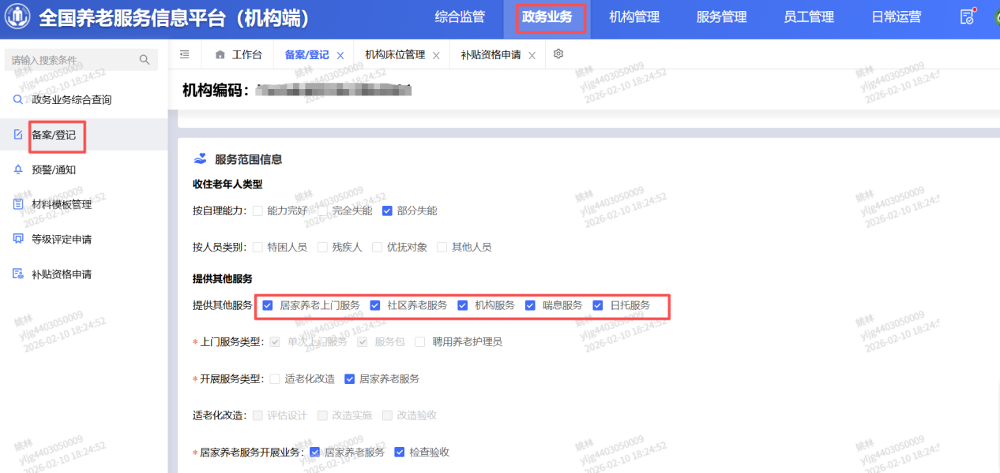 全国养老服务信息平台（机构端）
综合监管 政务业务 机构管理 服务管理 员工管理 日常运营
请输入搜索条件
工作台 备案/登记 X 机构床位管理 X 补贴资格申请 X
机构编码：
政务业务综合查询
备案/登记
预警/通知
材料模板管理
等级评定申请
补贴资格申请
服务范围信息
收住老年人类型
按自理能力： 能力完好 完全失能 部分失能
按人员类别： 特困人员 残疾人 优抚对象 其他人员
提供其他服务
提供其他服务 居家养老上门服务 社区养老服务 机构服务 喘息服务 日托服务
* 上门服务类型： 单次上门服务 服务包 聘用养老护理员
* 开展服务类型： 适老化改造 居家养老服务
适老化改造： 评估设计 改造实施 改造验收
* 居家养老服务开展业务： 居家养老服务 检查验收
姚林
yljg4403050009
2026-02-10 18:24:52